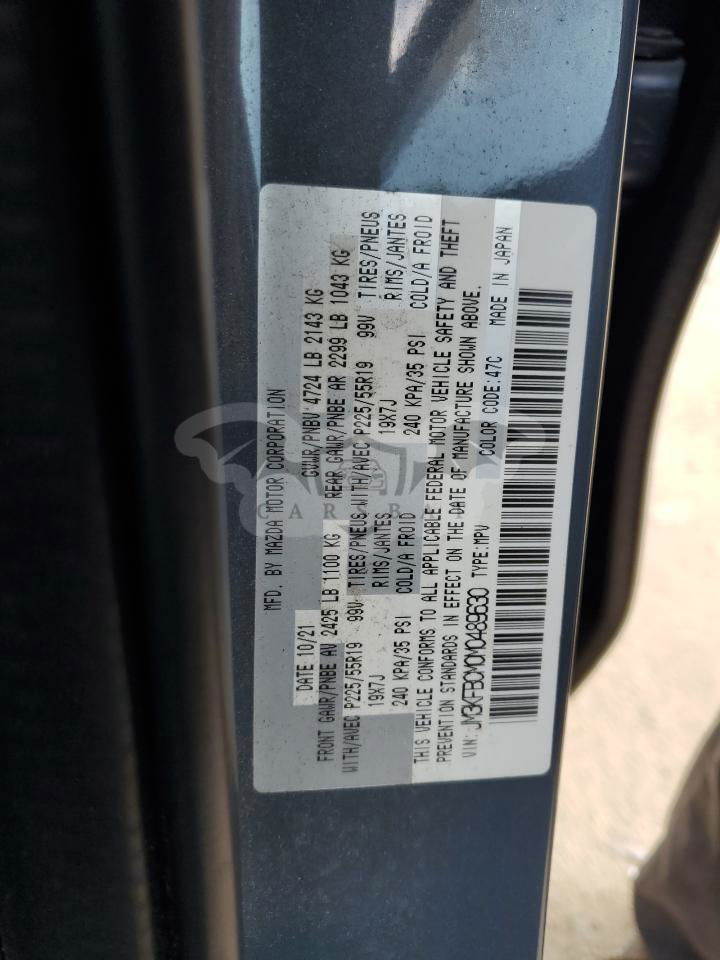 MFD. BY MAZDA MOTOR CORPORATION
DATE 10/21 GVWR/PNBV 4724 LB 2143 KG
FRONT GAWR/PNBE AV 2425 LB 1100 KG REAR GAWR/PNBE AR 2299 LB 1043 KG
WITH/AVEC P225/55R19 99V TIRES/PNEUS WITH/AVEC P225/55R19 99V TIRES/PNEUS
19X7J RIMS/JANTES 19X7J RIMS/JANTES
240 KPA/35 PSI COLD/A FROID 240 KPA/35 PSI COLD/A FROID
THIS VEHICLE CONFORMS TO ALL APPLICABLE FEDERAL MOTOR VEHICLE SAFETY AND THEFT
PREVENTION STANDARDS IN EFFECT ON THE DATE OF MANUFACTURE SHOWN ABOVE.
VIN: JM3KFBCM0M0489630 TYPE:MPV COLOR CODE:47C MADE IN JAPAN